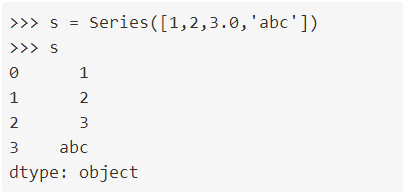 >>> s = Series([1,2,3.0,'abc'])
>>> s
0      1
1      2
2      3
3    abc
dtype: object